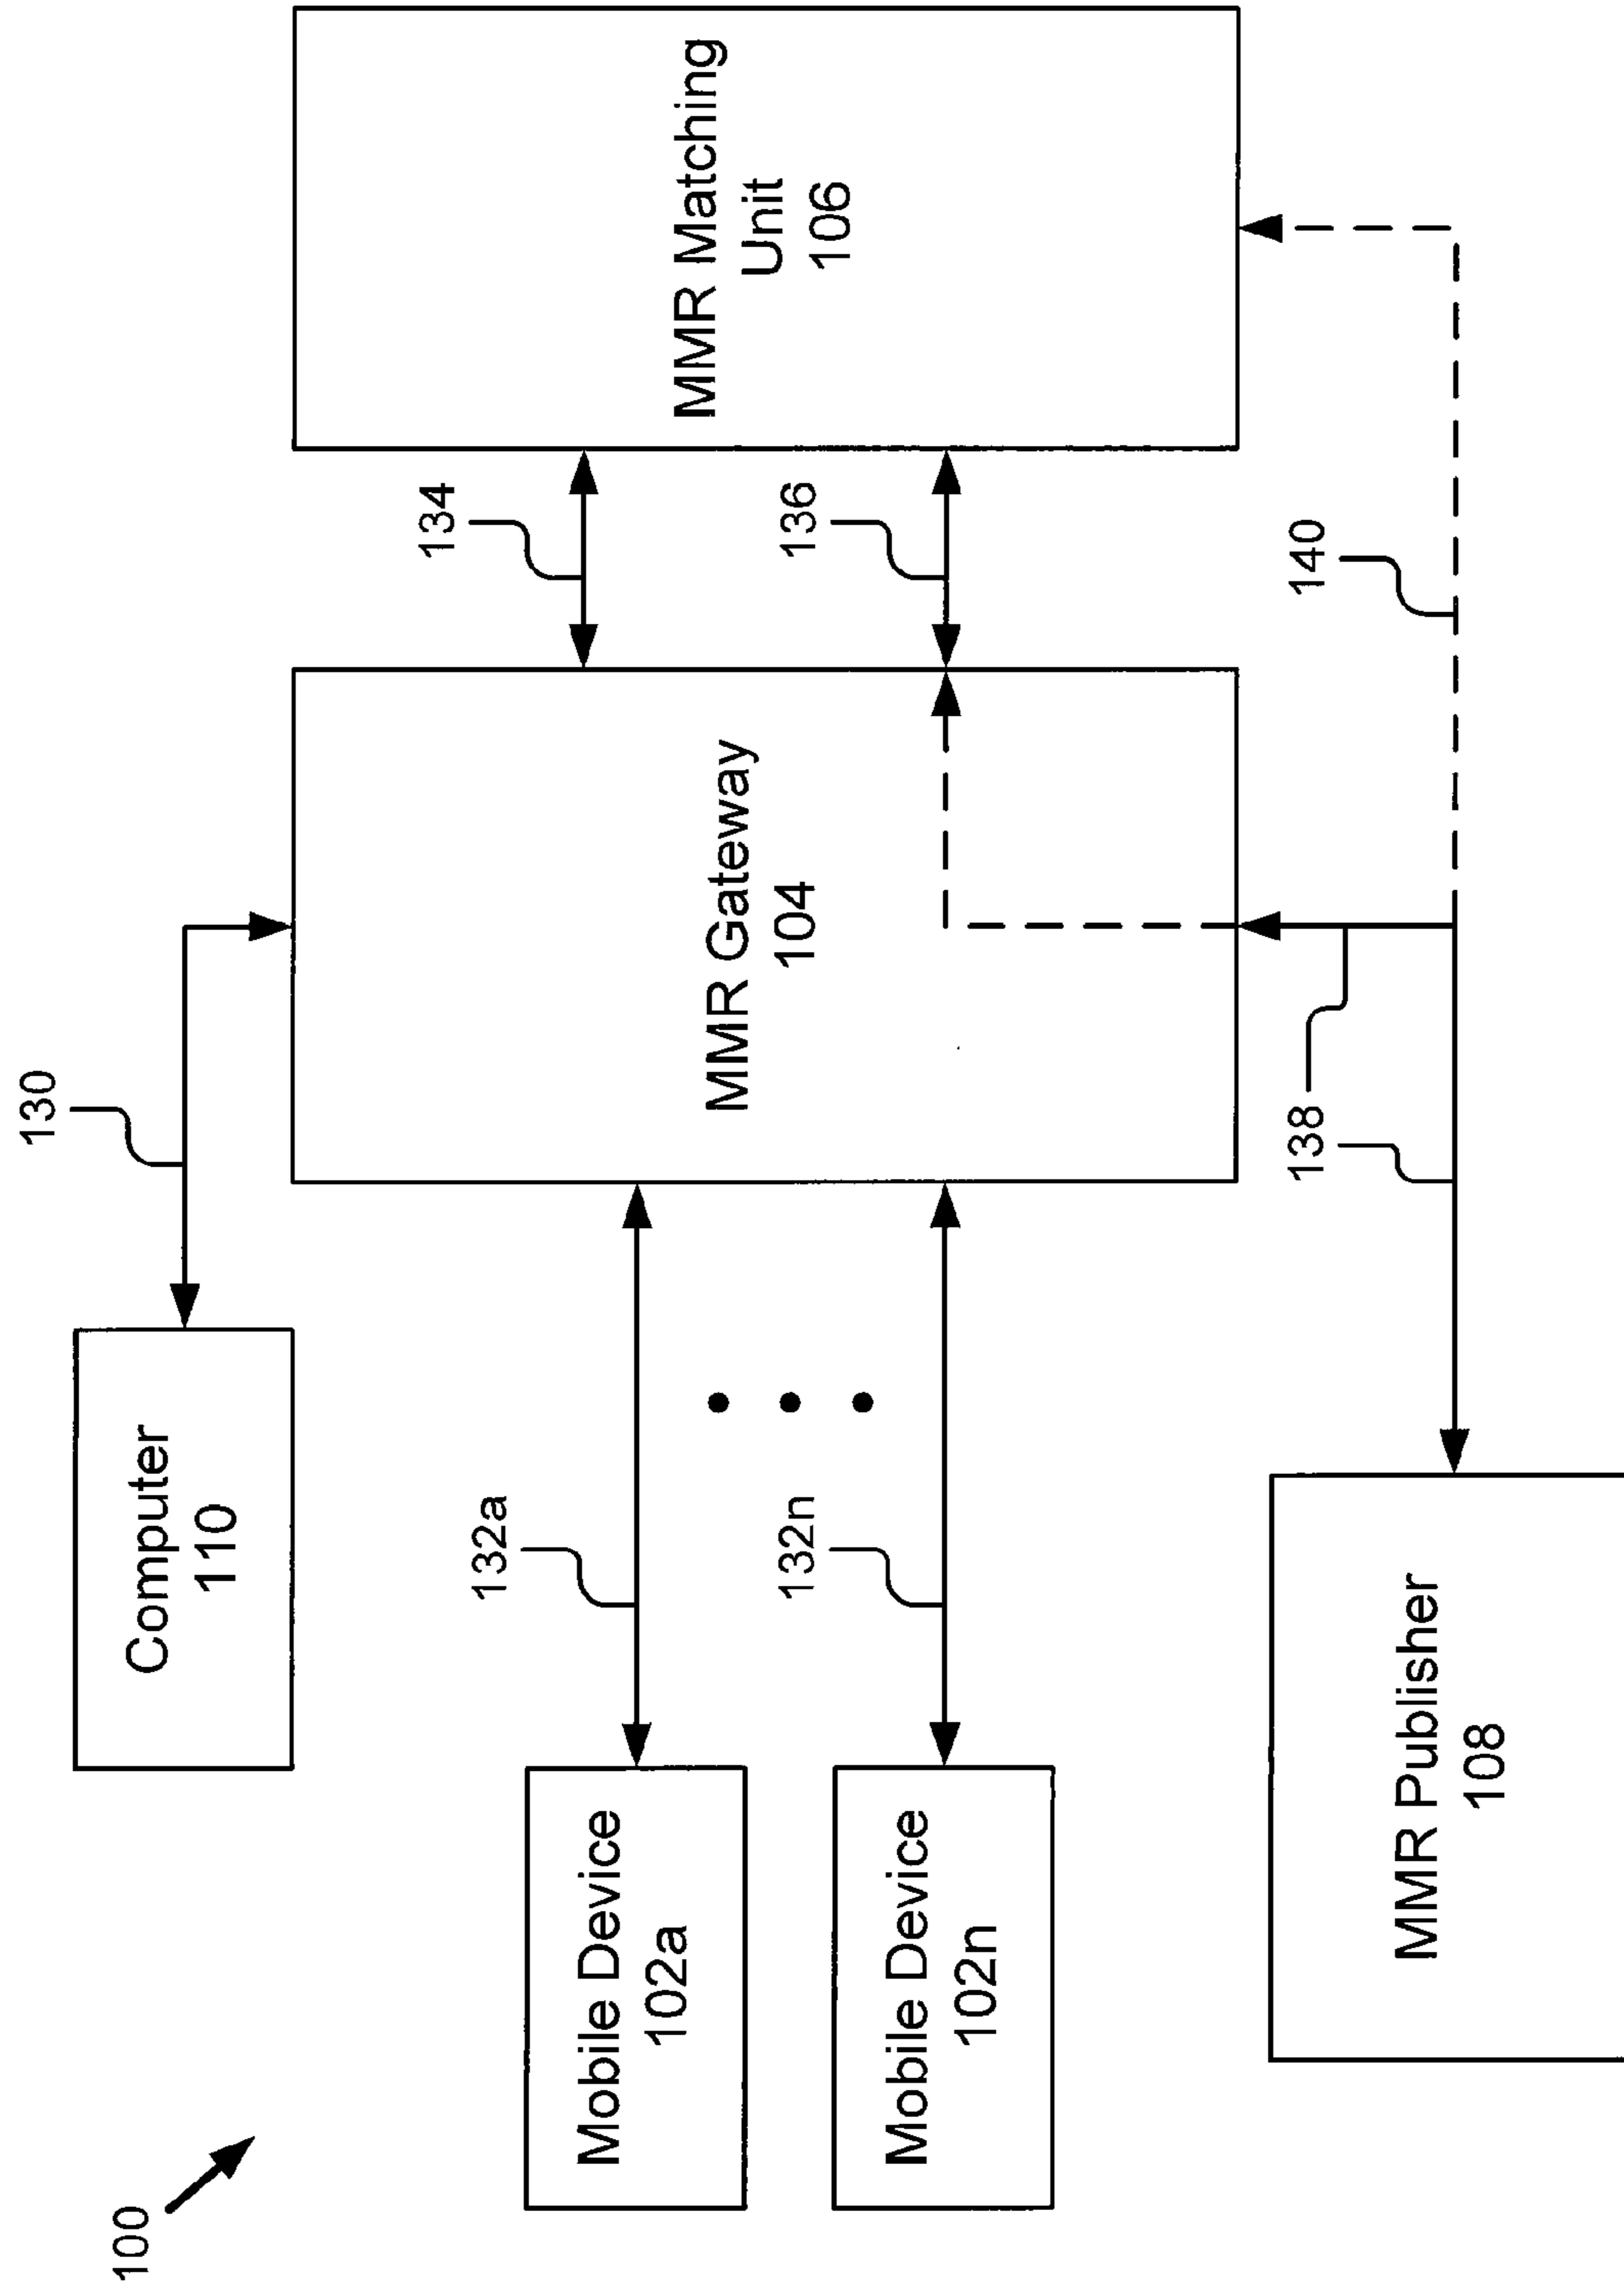 100
Computer
110
130
Mobile Device
102a
132a
Mobile Device
102n
132n
MMR Gateway
104
134
136
MMR Matching
Unit
106
MMR Publisher
108
138
140